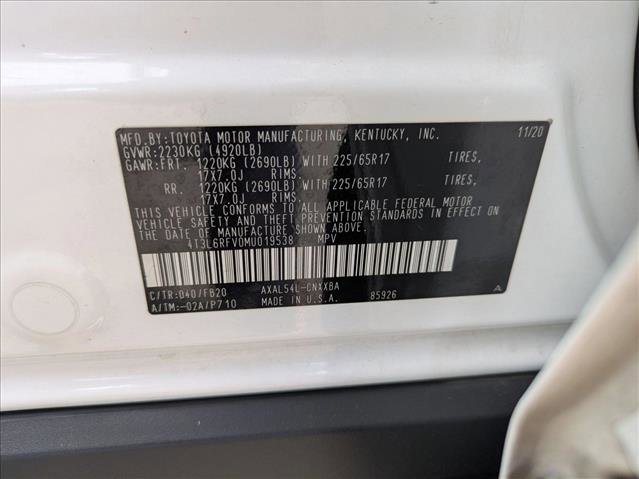 MFD.BY:TOYOTA MOTOR MANUFACTURING, KENTUCKY, INC. 11/20
GVWR:2230KG (4920LB)
GAWR:FRT. 1220KG (2690LB) WITH 225/65R17 TIRES,
17X7.0J RIMS.
RR. 1220KG (2690LB) WITH 225/65R17 TIRES,
17X7.0J RIMS.
THIS VEHICLE CONFORMS TO ALL APPLICABLE FEDERAL MOTOR
VEHICLE SAFETY AND THEFT PREVENTION STANDARDS IN EFFECT ON
THE DATE OF MANUFACTURE SHOWN ABOVE.
4T3L6RFV0MU019538 MPV
C/TR:040/FB20 AXAL54L-CNXXBA
A/TM:-02A/P710 MADE IN U.S.A. 85926 A